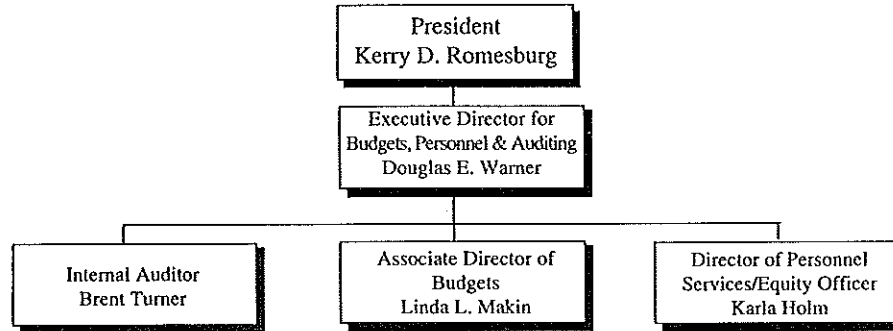 President
Kerry D. Romesburg
Executive Director for
Budgets, Personnel & Auditing
Douglas E. Warner
Internal Auditor
Brent Turner
Associate Director of
Budgets
Linda L. Makin
Director of Personnel
Services/Equity Officer
Karla Holm